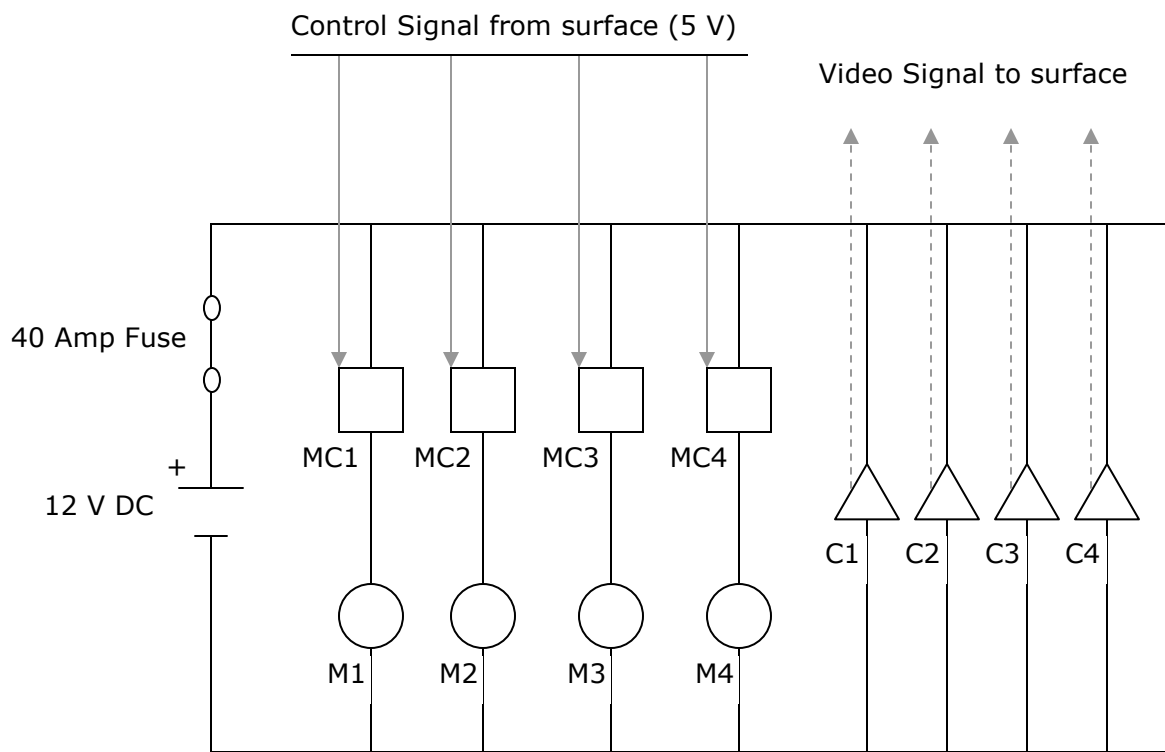 Control Signal from surface (5 V)
Video Signal to surface
40 Amp Fuse
+
12 V DC
MC1
MC2
MC3
MC4
C1
C2
C3
C4
M1
M2
M3
M4